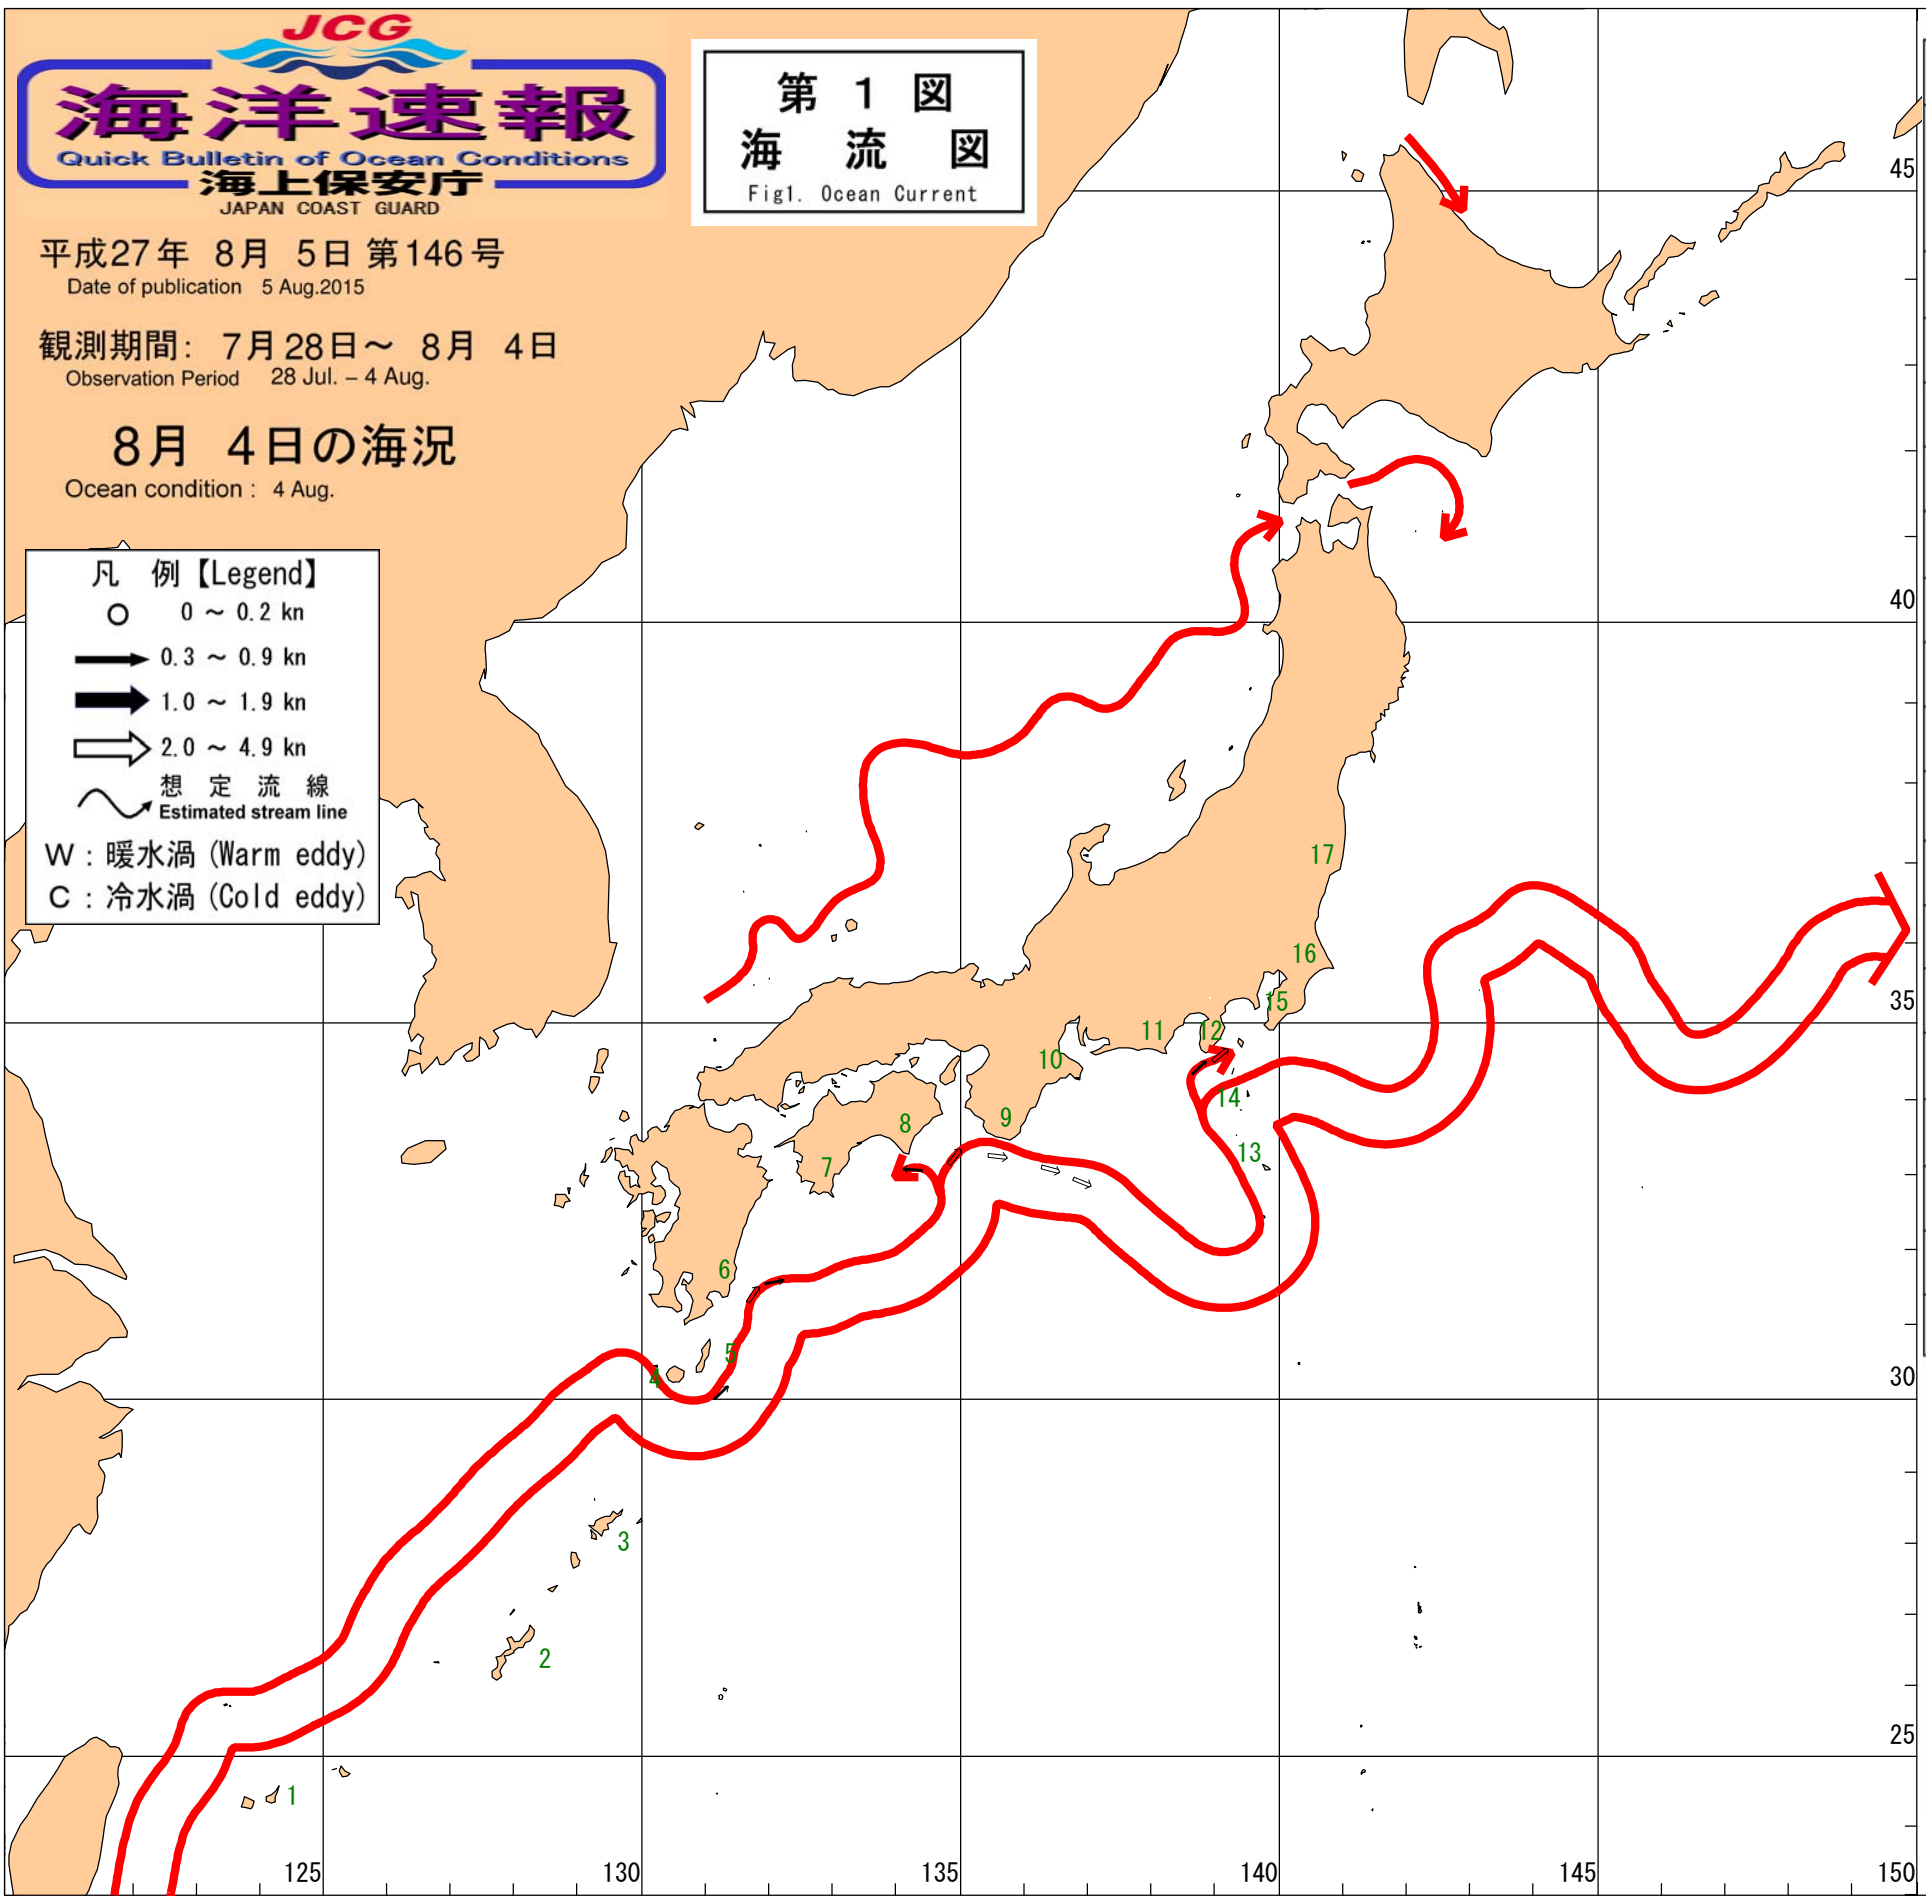 JCG
海洋速報
Quick Bulletin of Ocean Conditions
海上保安庁
JAPAN COAST GUARD
平成27年 8月 5日 第146号
Date of publication 5 Aug.2015
観測期間: 7月28日～ 8月 4日
Observation Period 28 Jul. – 4 Aug.
8月 4日の海況
Ocean condition : 4 Aug.
第 1 図
海 流 図
Fig1. Ocean Current
凡 例【Legend】
0 ～ 0.2 kn
0.3 ～ 0.9 kn
1.0 ～ 1.9 kn
2.0 ～ 4.9 kn
想 定 流 線
Estimated stream line
W : 暖水渦 (Warm eddy)
C : 冷水渦 (Cold eddy)
45
40
17
16
35
15
12
11
10
14
9
8
13
7
6
5
4
30
3
2
25
1
125
130
135
140
145
150